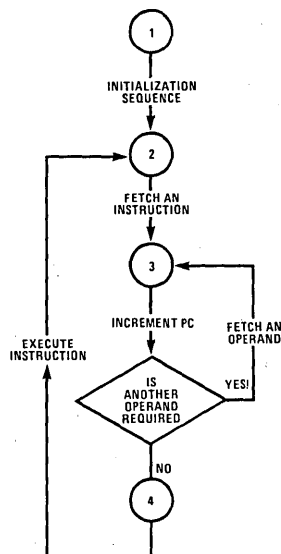 1
INITIALIZATION
SEQUENCE
2
FETCH AN
INSTRUCTION
3
INCREMENT PC
FETCH AN
OPERAND
EXECUTE
INSTRUCTION
IS
ANOTHER
OPERAND
REQUIRED
YES!
NO
4